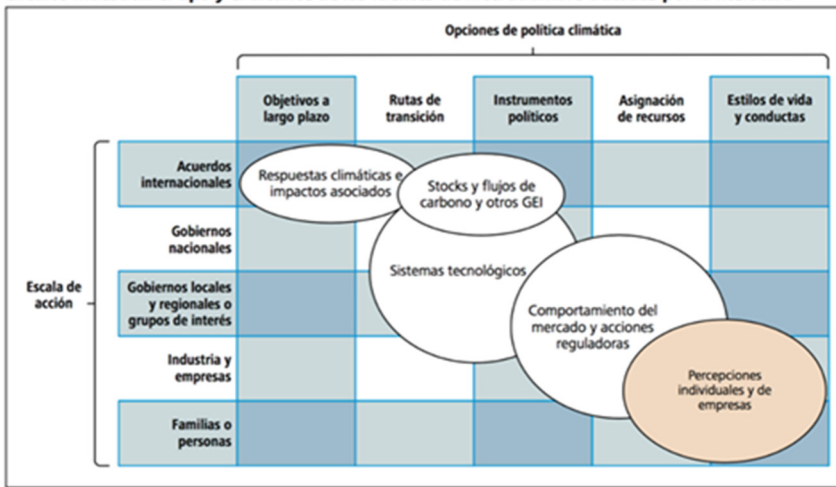 Opciones de política climática
Objetivos a
largo plazo
Rutas de
transición
Instrumentos
políticos
Asignación
de recursos
Estilos de vida
y conductas
Escala de
acción
Acuerdos
internacionales
Gobiernos
nacionales
Gobiernos locales
y regionales o
grupos de interés
Industria y
empresas
Familias o
personas
Respuestas climáticas e
impactos asociados
Stocks y flujos de
carbono y otros GEI
Sistemas tecnológicos
Comportamiento del
mercado y acciones
reguladoras
Percepciones
individuales y de
empresas